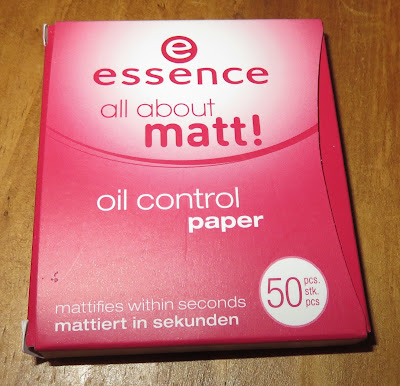 e
essence
all about
matt!
oil control
paper
mattifies within seconds
mattiert in sekunden
50 pcs.
stk.
pcs